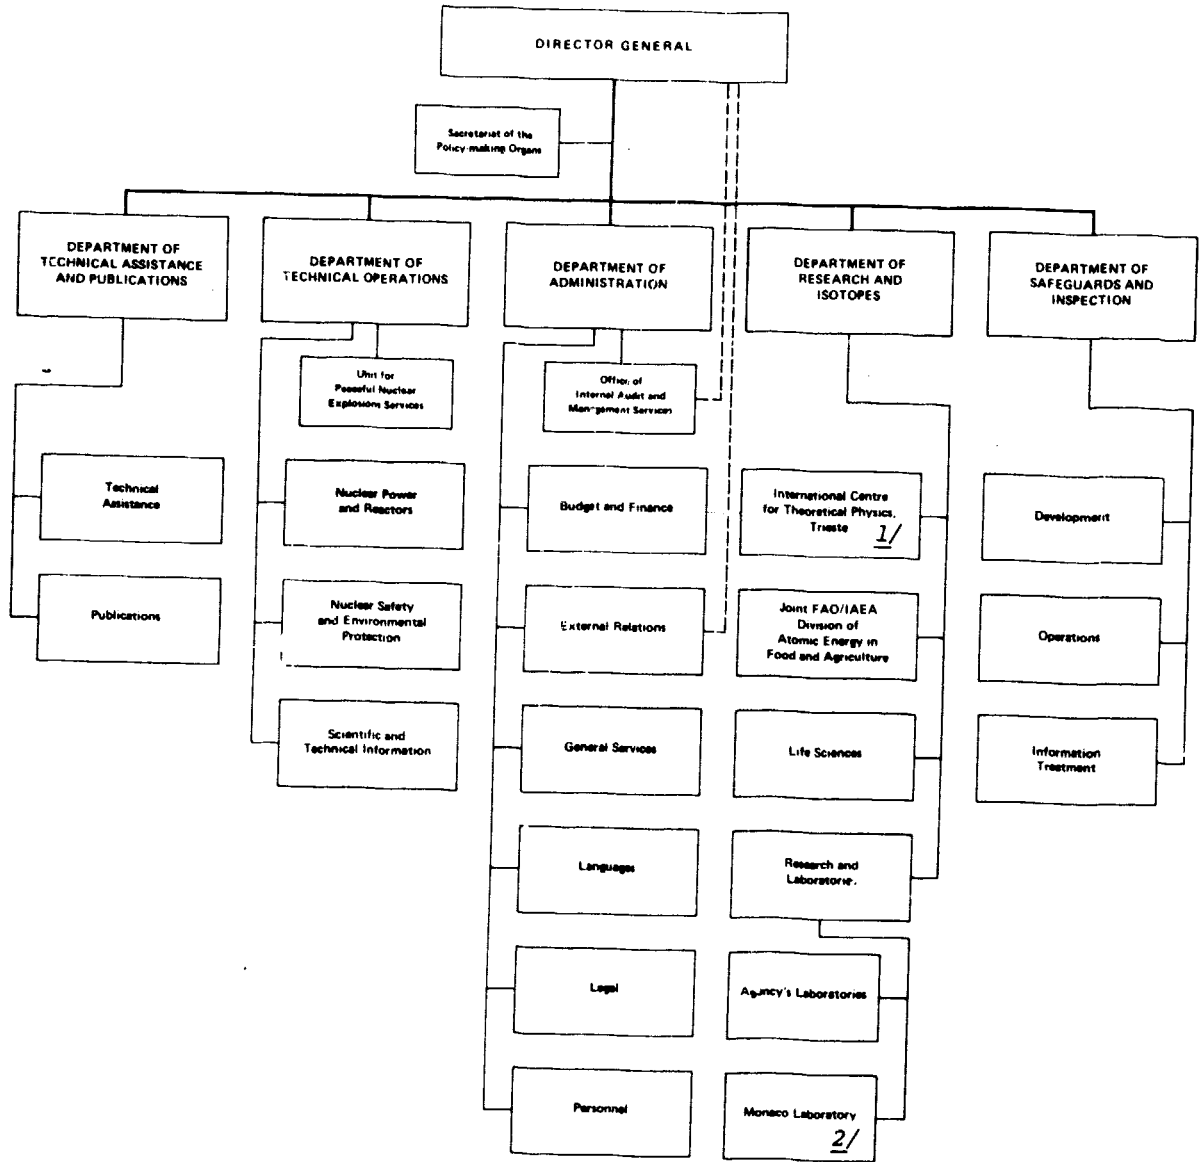 DIRECTOR GENERAL
Secretariat of the
Policy-making Organs
DEPARTMENT OF
TECHNICAL ASSISTANCE
AND PUBLICATIONS
DEPARTMENT OF
TECHNICAL OPERATIONS
DEPARTMENT OF
ADMINISTRATION
DEPARTMENT OF
RESEARCH AND
ISOTOPES
DEPARTMENT OF
SAFEGUARDS AND
INSPECTION
Unit for
Peaceful Nuclear
Explosions Services
Office of
Internal Audit and
Management Services
Technical
Assistance
Nuclear Power
and Reactors
Budget and Finance
International Centre
for Theoretical Physics,
Trieste
1/
Development
Publications
Nuclear Safety
and Environmental
Protection
External Relations
Joint FAO/IAEA
Division of
Atomic Energy in
Food and Agriculture
Operations
Scientific and
Technical Information
General Services
Life Sciences
Information
Treatment
Languages
Research and
Laboratories
Legal
Agency's Laboratories
Personnel
Monaco Laboratory
2/